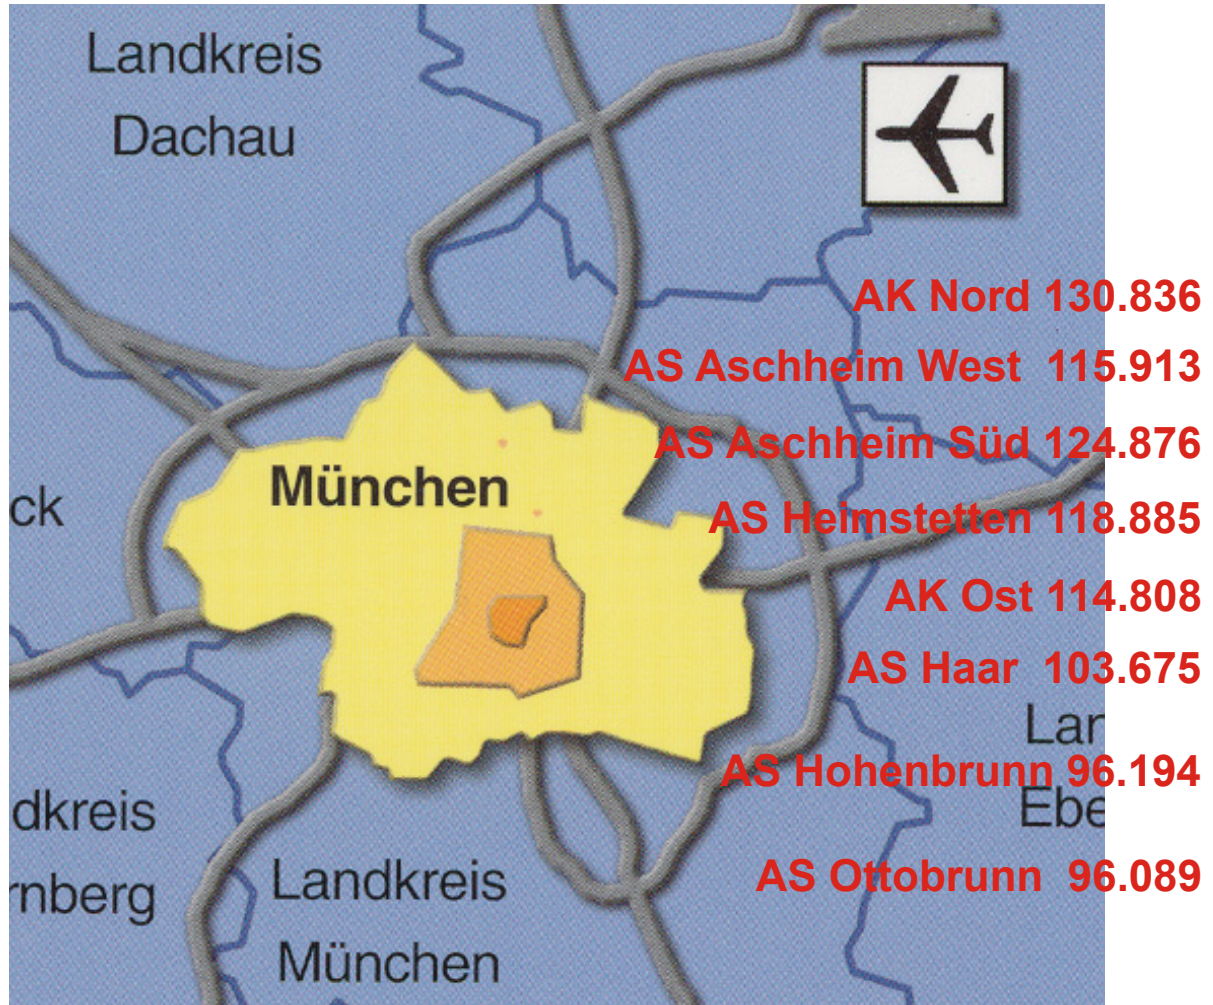 Landkreis
Dachau
AK Nord 130.836
AS Aschheim West 115.913
AS Aschheim Süd 124.876
München
ck
AS Heimstetten 118.885
AK Ost 114.808
AS Haar 103.675
Lan
AS Hohenbrunn 96.194
Ebe
dkreis
rnberg
Landkreis
München
AS Ottobrunn 96.089